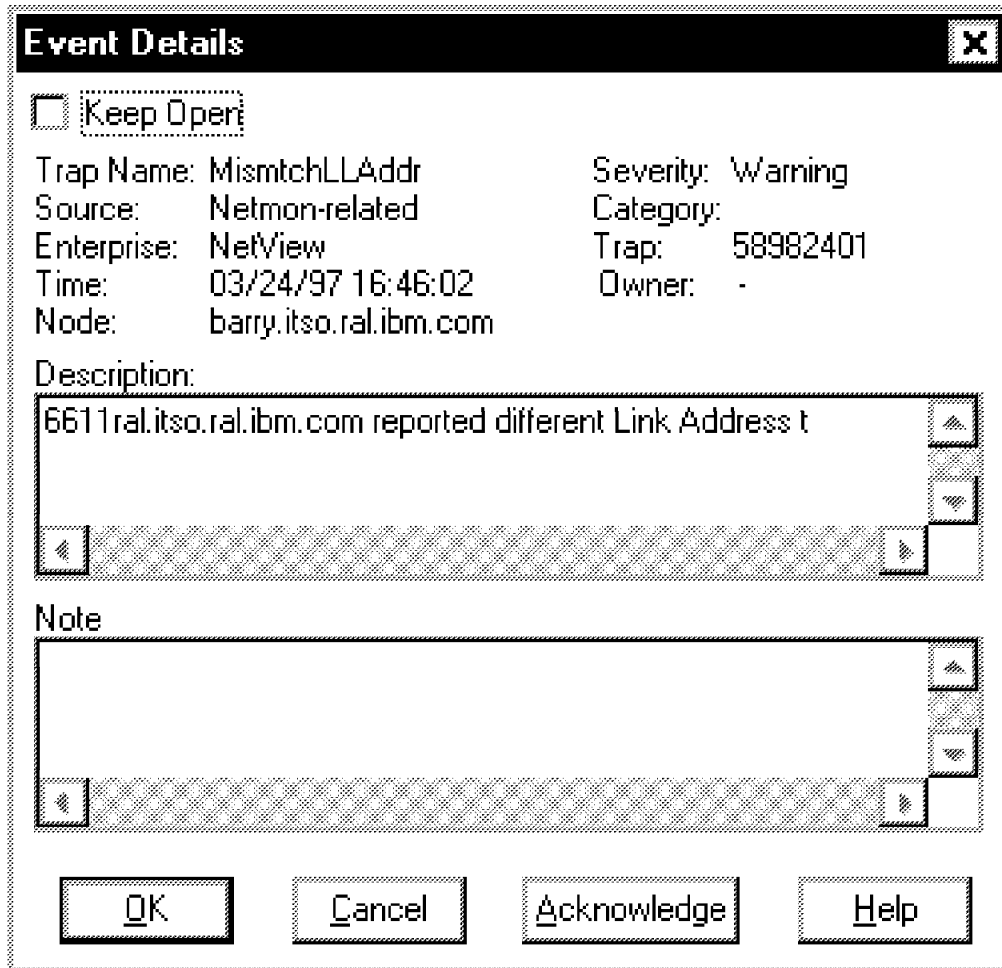 Event Details
Keep Open
Trap Name: MismtchLLAddr Severity: Warning
Source: Netmon-related Category:
Enterprise: NetView Trap: 58982401
Time: 03/24/97 16:46:02 Owner: -
Node: barry.itso.ral.ibm.com
Description:
6611ral.itso.ral.ibm.com reported different Link Address t
Note
OK Cancel Acknowledge Help